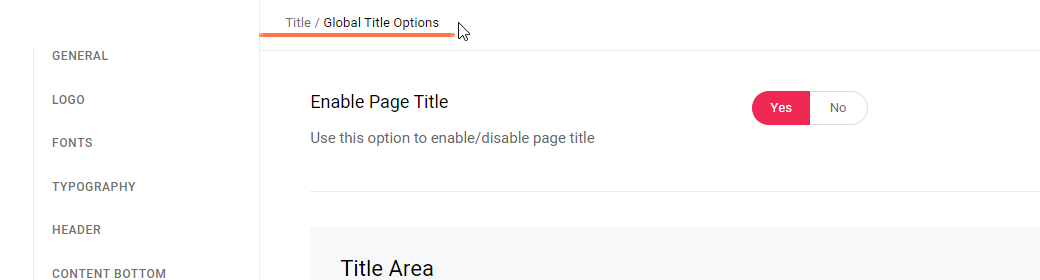 Title / Global Title Options
GENERAL
LOGO
FONTS
TYPOGRAPHY
HEADER
CONTENT BOTTOM
Enable Page Title
Yes No
Use this option to enable/disable page title
Title Area